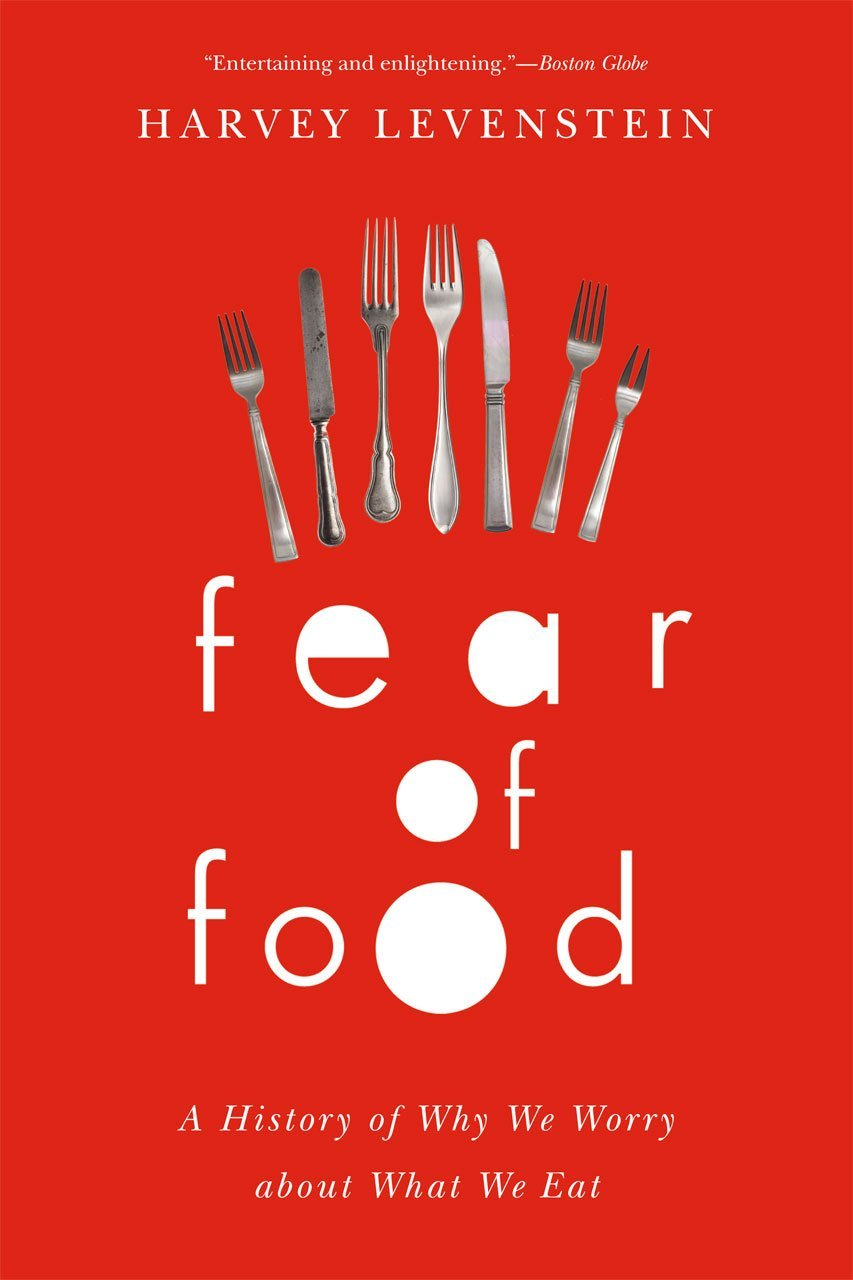 “Entertaining and enlightening.”—Boston Globe
HARVEY LEVENSTEIN
fear
of
food
A History of Why We Worry
about What We Eat